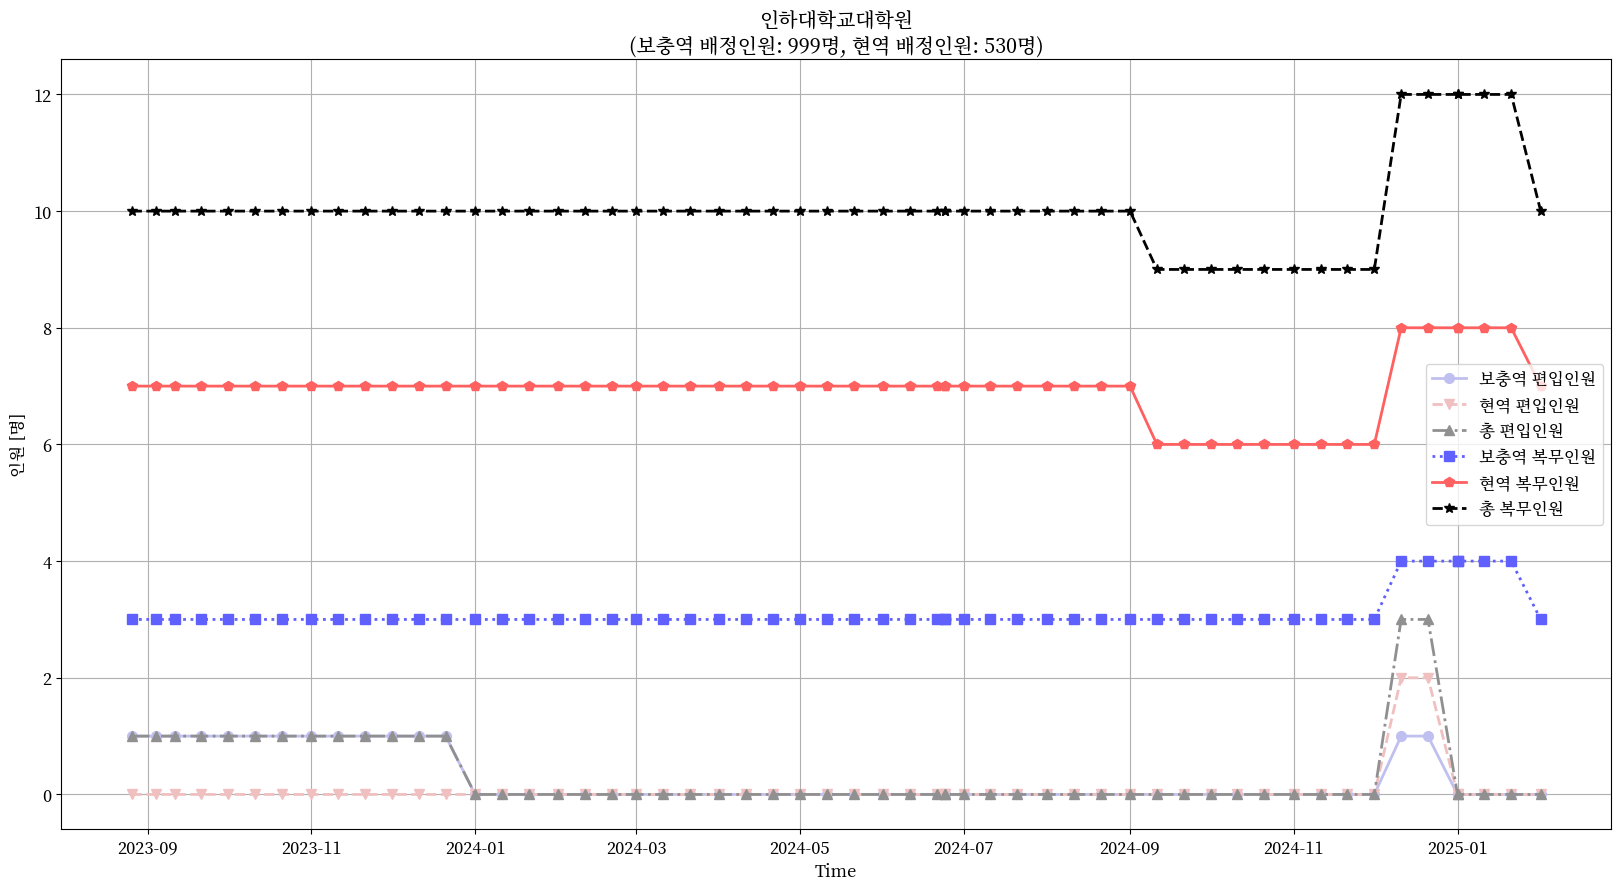 인하대학교대학원
(보충역 배정인원: 999명, 현역 배정인원: 530명)
12
10
8
6
4
2
0
인원 [명]
보충역 편입인원
현역 편입인원
총 편입인원
보충역 복무인원
현역 복무인원
총 복무인원
2023-09
2023-11
2024-01
2024-03
2024-05
2024-07
2024-09
2024-11
2025-01
Time